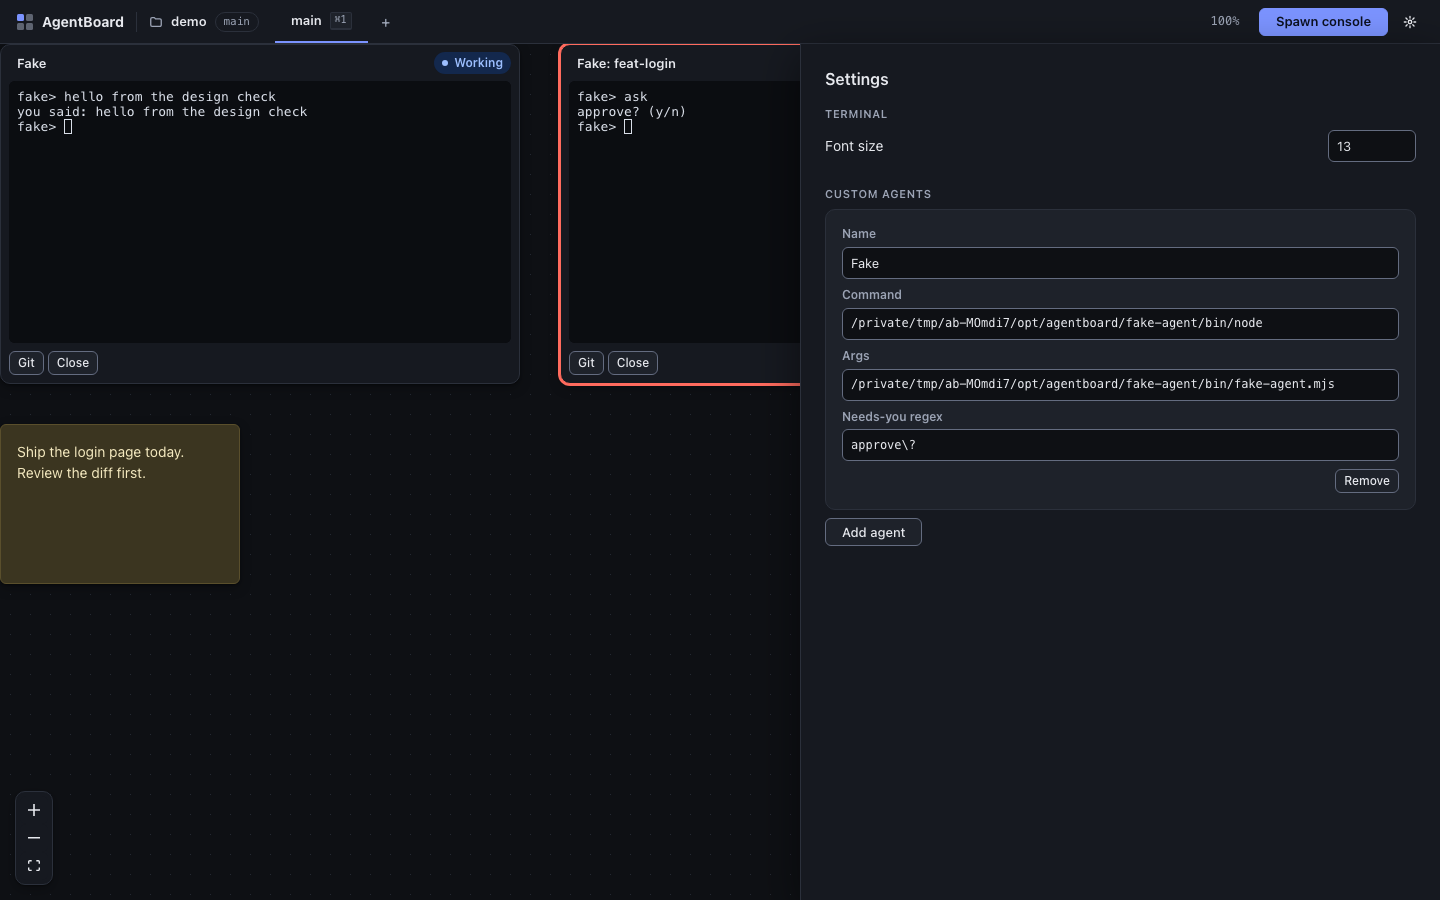 AgentBoard
demo
main
main
⌘1
+
100%
Spawn console
Fake
Working
fake> hello from the design check
you said: hello from the design check
fake>
Git
Close
Fake: feat-login
fake> ask
approve? (y/n)
fake>
Git
Close
Ship the login page today.
Review the diff first.
Settings
TERMINAL
Font size
13
CUSTOM AGENTS
Name
Fake
Command
/private/tmp/ab-MOmdi7/opt/agentboard/fake-agent/bin/node
Args
/private/tmp/ab-MOmdi7/opt/agentboard/fake-agent/bin/fake-agent.mjs
Needs-you regex
approve\?
Remove
Add agent